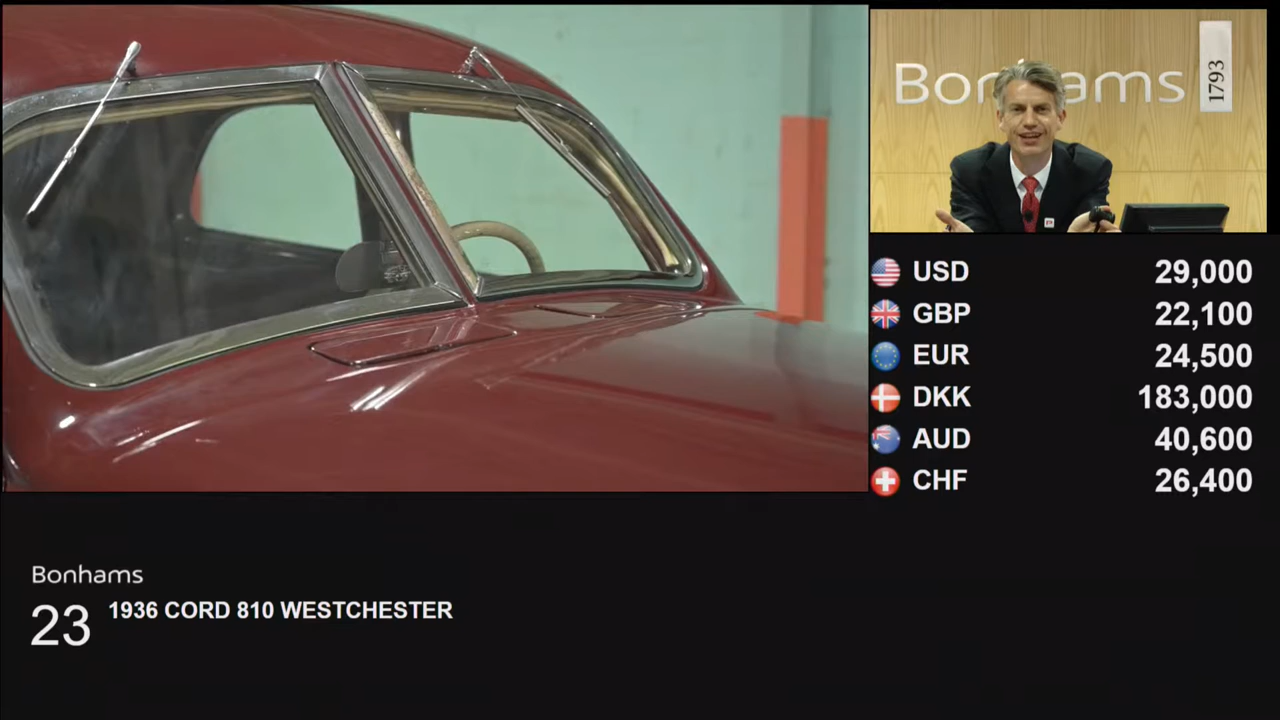 Bonhams
1793
USD 29,000
GBP 22,100
EUR 24,500
DKK 183,000
AUD 40,600
CHF 26,400
Bonhams
23 1936 CORD 810 WESTCHESTER